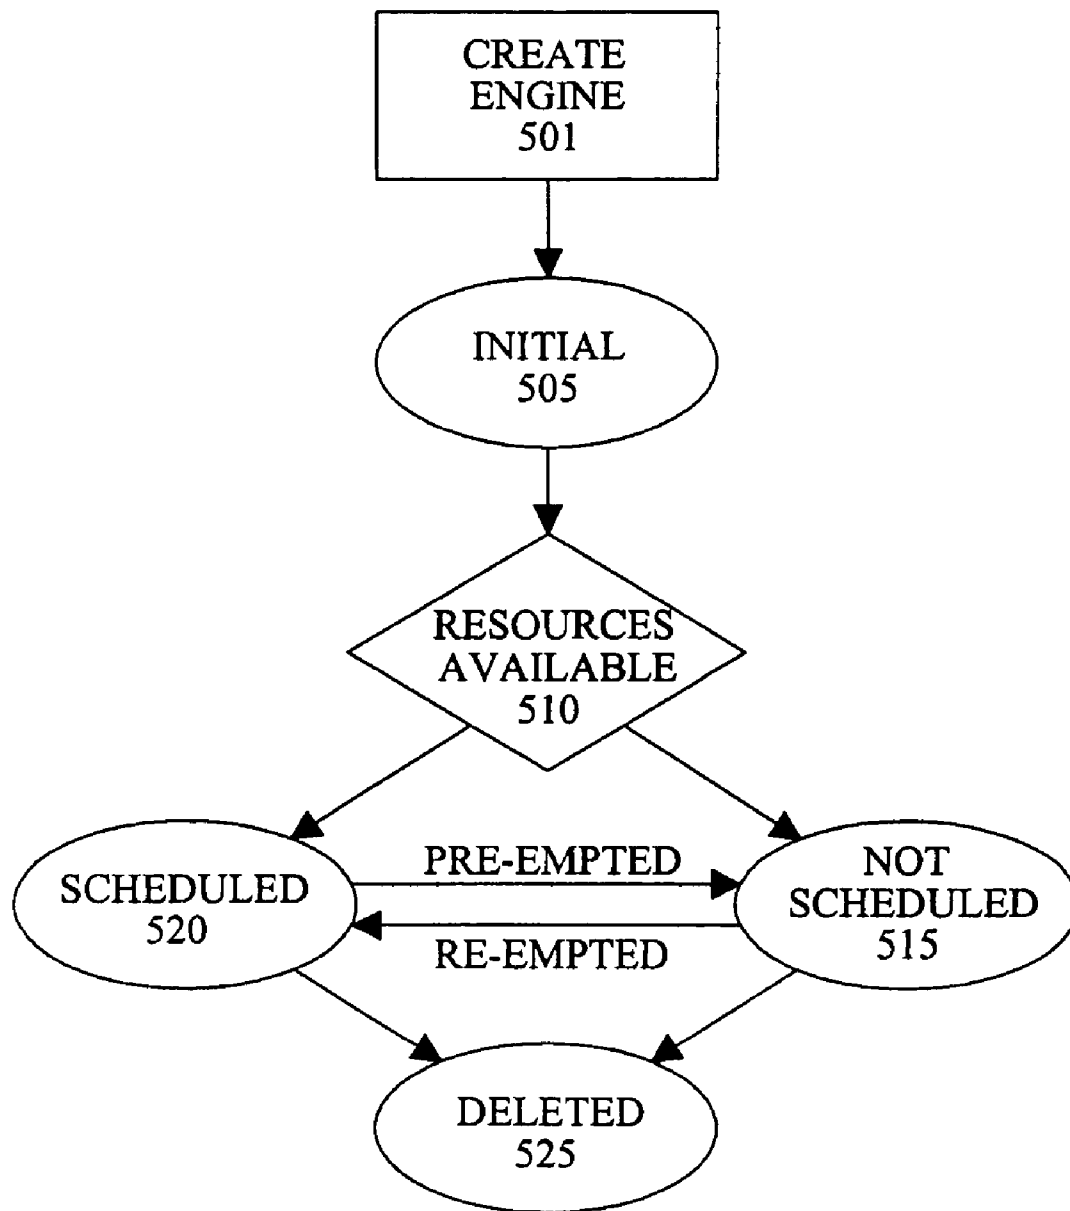 CREATE
ENGINE
501
INITIAL
505
RESOURCES
AVAILABLE
510
PRE-EMPTED
SCHEDULED
520
NOT
SCHEDULED
515
RE-EMPTED
DELETED
525